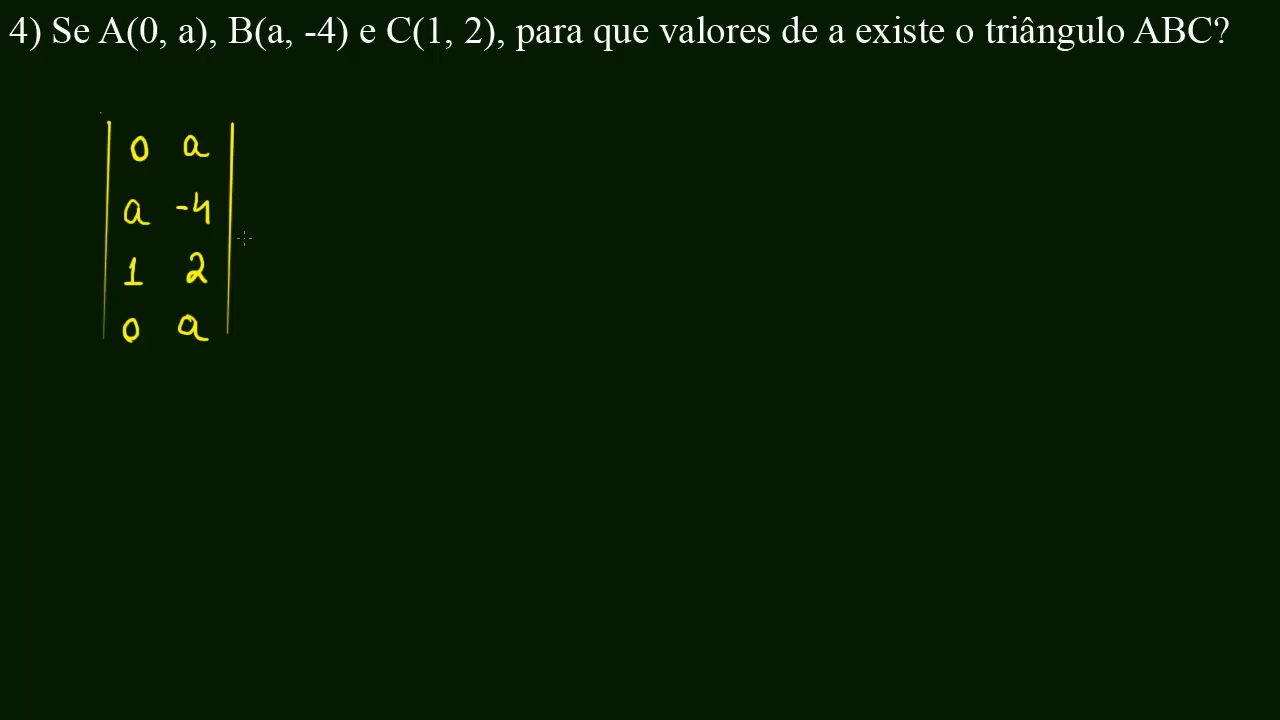 4) Se A(0, a), B(a, -4) e C(1, 2), para que valores de a existe o triângulo ABC?
0 a
a -4
1 2
0 a